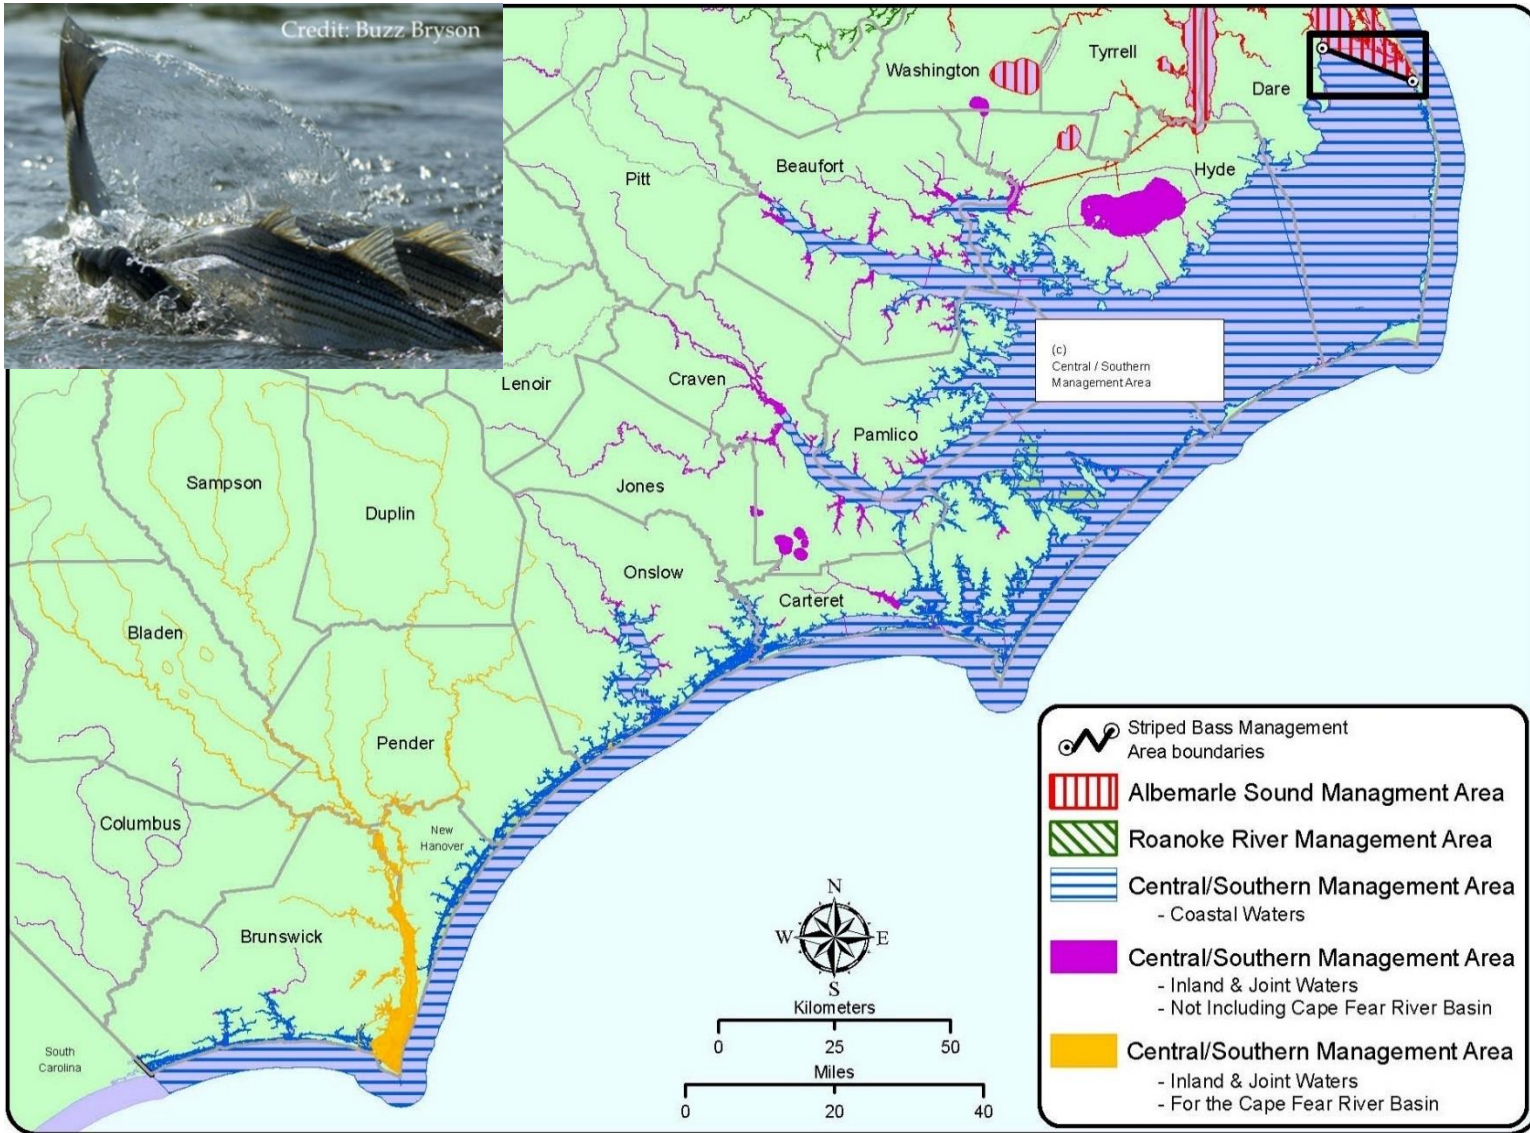 Credit: Buzz Bryson
Washington
Tyrrell
Dare
Beaufort
Hyde
Pitt
(c)
Central / Southern
Management Area
Lenoir
Craven
Pamlico
Sampson
Jones
Duplin
Onslow
Carteret
Bladen
Pender
Columbus
New
Hanover
Brunswick
South
Carolina
N
W
E
S
Kilometers
0 25 50
Miles
0 20 40
Striped Bass Management
Area boundaries
Albemarle Sound Managment Area
Roanoke River Management Area
Central/Southern Management Area
- Coastal Waters
Central/Southern Management Area
- Inland & Joint Waters
- Not Including Cape Fear River Basin
Central/Southern Management Area
- Inland & Joint Waters
- For the Cape Fear River Basin